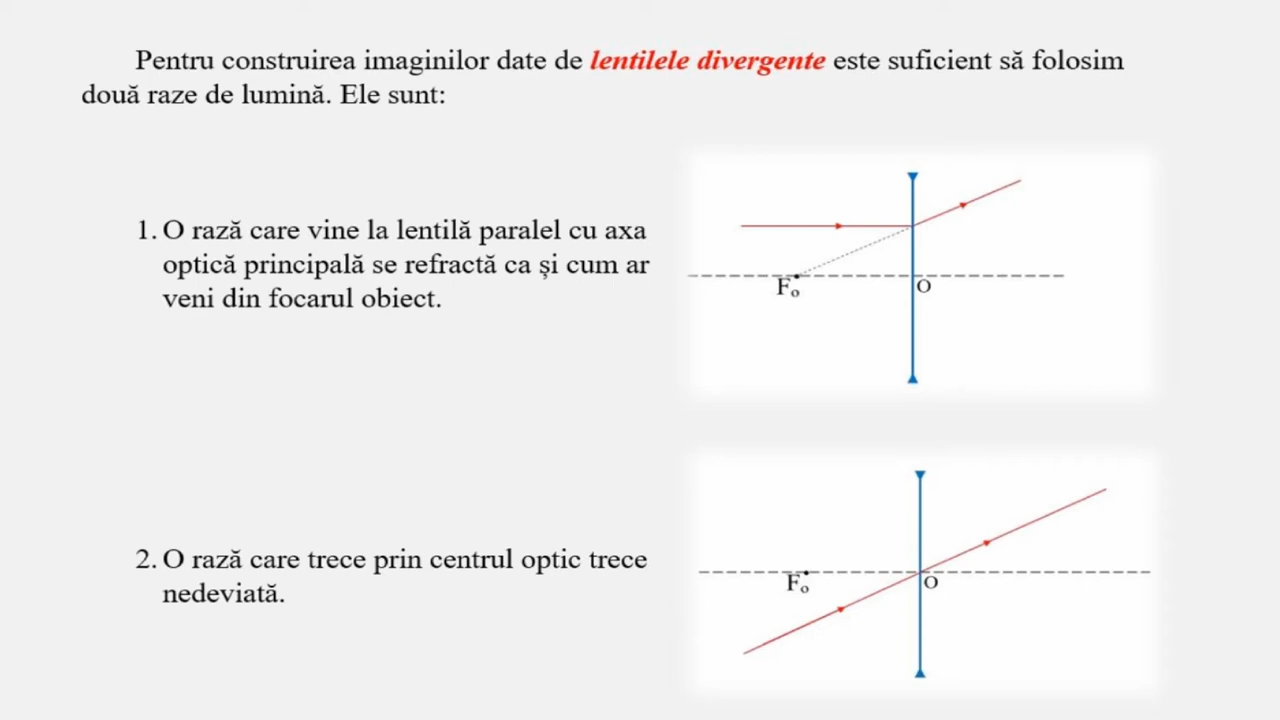 Pentru construirea imaginilor date de lentilele divergente este suficient să folosim
două raze de lumină. Ele sunt:
1. O rază care vine la lentilă paralel cu axa
optică principală se refractă ca şi cum ar
veni din focarul obiect.
Fo
O
2. O rază care trece prin centrul optic trece
nedeviată.
Fo
O